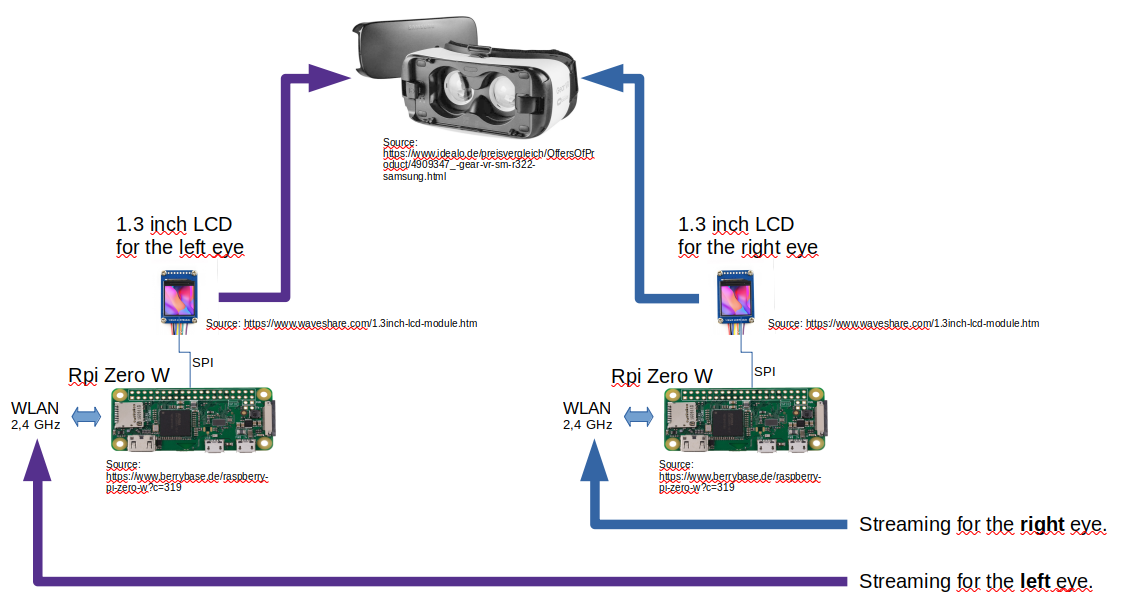 Source:
https://www.idealo.de/preisvergleich/OffersOfPr
oduct/4909347_-gear-vr-sm-r322-
samsung.html
1.3 inch LCD
for the left eye
1.3 inch LCD
for the right eye
Source: https://www.waveshare.com/1.3inch-lcd-module.htm
Source: https://www.waveshare.com/1.3inch-lcd-module.htm
SPI
SPI
Rpi Zero W
Rpi Zero W
WLAN
2,4 GHz
WLAN
2,4 GHz
Source:
https://www.berrybase.de/raspberry-
pi-zero-w?c=319
Source:
https://www.berrybase.de/raspberry-
pi-zero-w?c=319
Streaming for the right eye.
Streaming for the left eye.